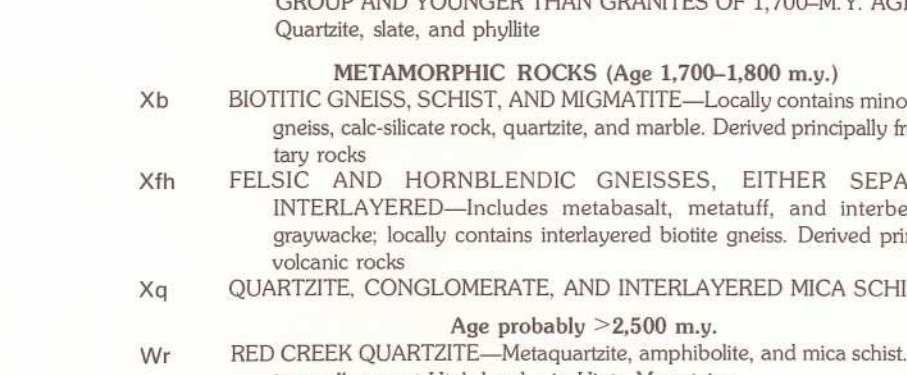 GROUP AND YOUNGER THAN GRANITES OF 1,700–M.Y. AGE
Quartzite, slate, and phyllite
METAMORPHIC ROCKS (Age 1,700–1,800 m.y.)
Xb BIOTITIC GNEISS, SCHIST, AND MIGMATITE—Locally contains mino
gneiss, calc-silicate rock, quartzite, and marble. Derived principally fr
tary rocks
Xfh FELSIC AND HORNBLENDIC GNEISSES, EITHER SEPA
INTERLAYERED—Includes metabasalt, metatuff, and interbe
graywacke; locally contains interlayered biotite gneiss. Derived prin
volcanic rocks
Xq QUARTZITE, CONGLOMERATE, AND INTERLAYERED MICA SCHI
Age probably >2,500 m.y.
Wr RED CREEK QUARTZITE—Metaquartzite, amphibolite, and mica schist.